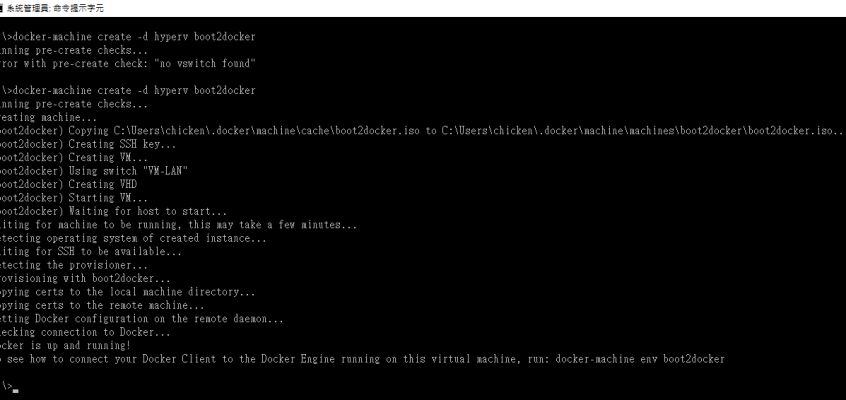 系統管理員: 命令提示字元
\>docker-machine create -d hyperv boot2docker
nning pre-create checks...
ror with pre-create check: "no vswitch found"
\>docker-machine create -d hyperv boot2docker
nning pre-create checks...
eating machine...
oot2docker) Copying C:\Users\chicken\.docker\machine\cache\boot2docker.iso to C:\Users\chicken\.docker\machine\machines\boot2docker\boot2docker.iso..
oot2docker) Creating SSH key...
oot2docker) Creating VM...
oot2docker) Using switch "VM-LAN"
oot2docker) Creating VHD
oot2docker) Starting VM...
oot2docker) Waiting for host to start...
iting for machine to be running, this may take a few minutes...
tecting operating system of created instance...
iting for SSH to be available...
tecting the provisioner...
ovisioning with boot2docker...
pying certs to the local machine directory...
pying certs to the remote machine...
tting Docker configuration on the remote daemon...
ecking connection to Docker...
cker is up and running!
see how to connect your Docker Client to the Docker Engine running on this virtual machine, run: docker-machine env boot2docker
\>